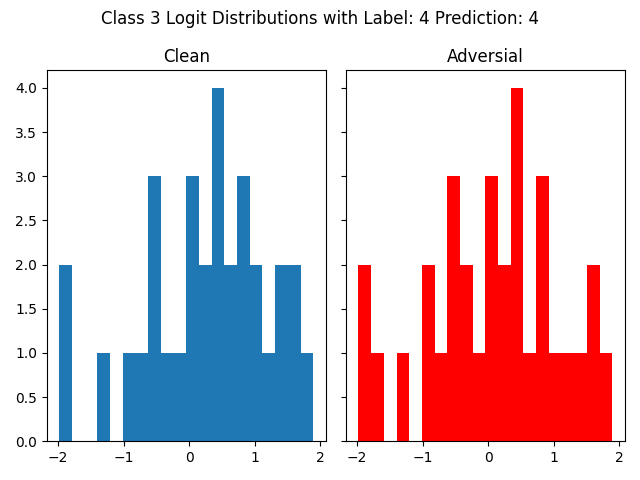 Class 3 Logit Distributions with Label: 4 Prediction: 4
Clean
Adversial
4.0
3.5
3.0
2.5
2.0
1.5
1.0
0.5
0.0
−2 −1 0 1 2
−2 −1 0 1 2